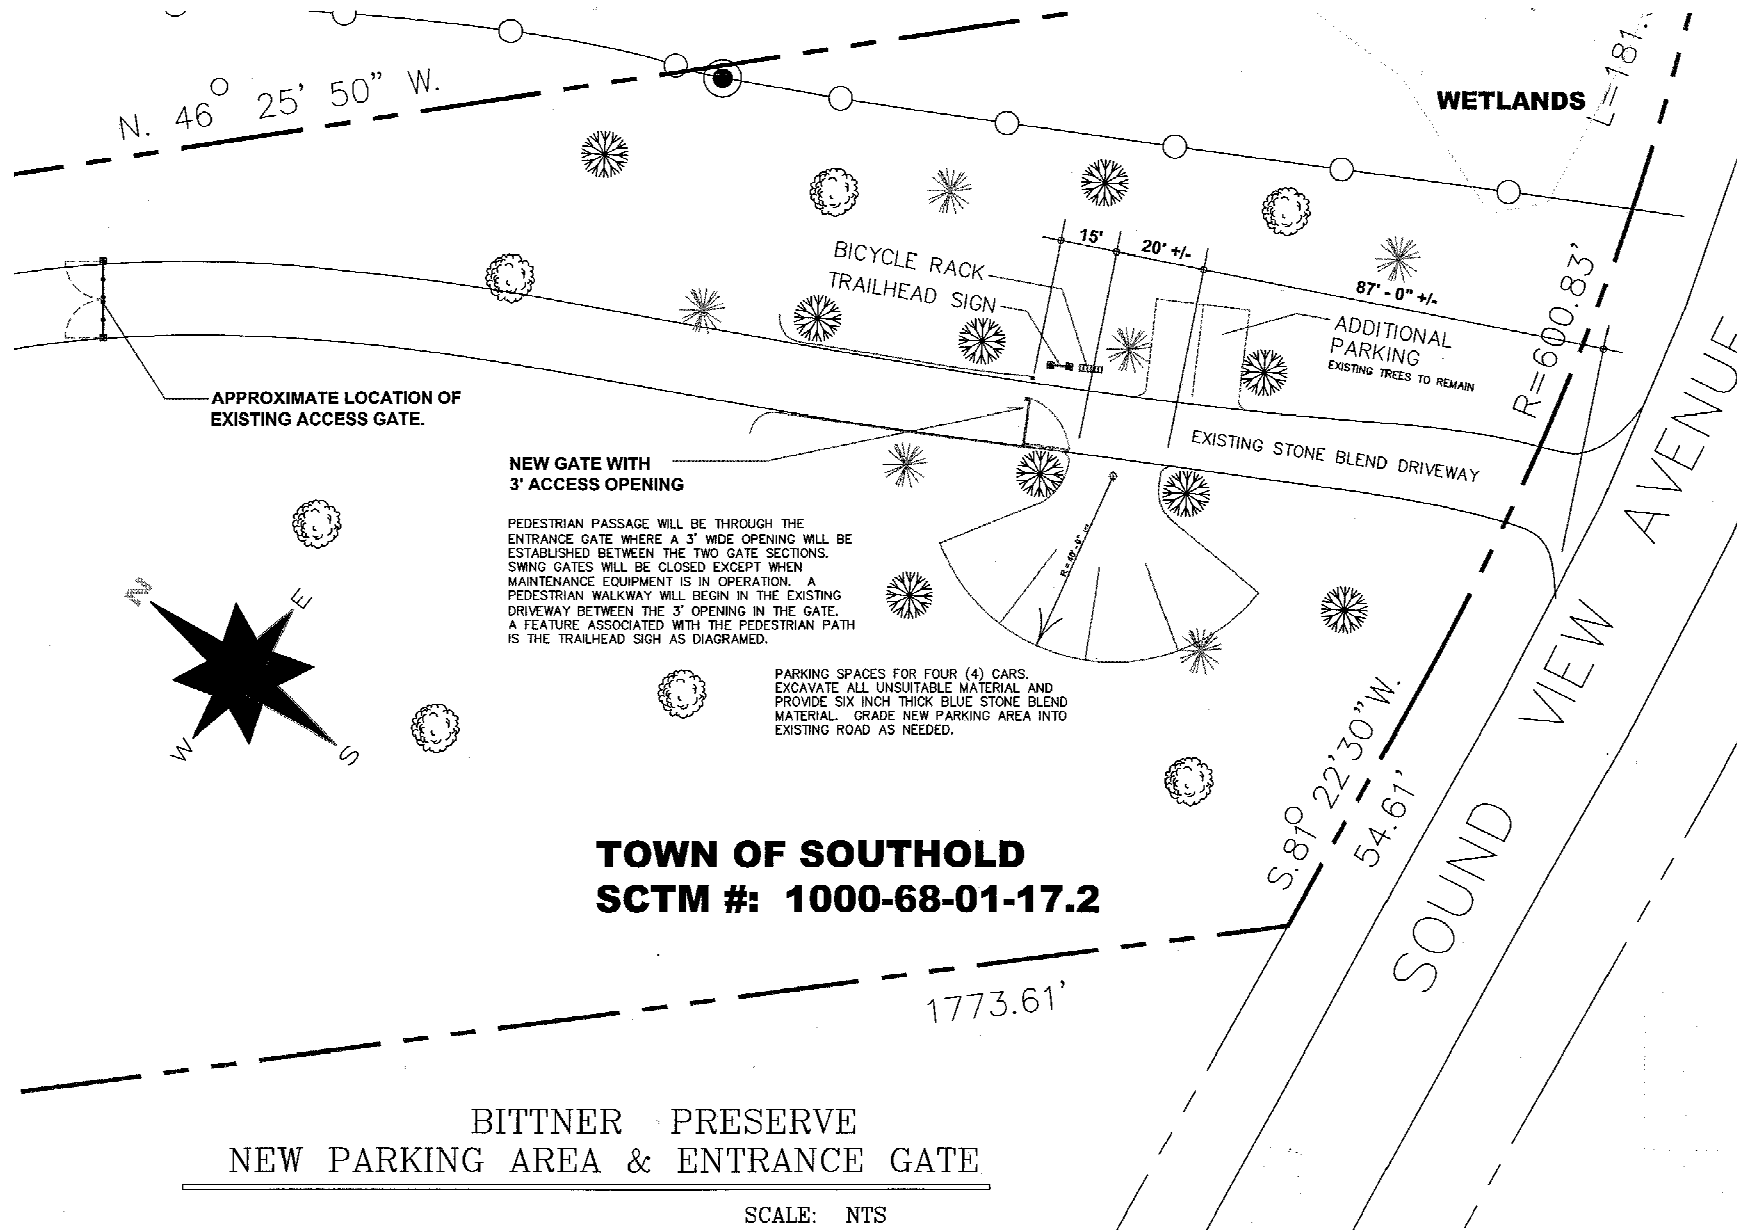 N. 46° 25' 50" W.
WETLANDS
L=181.
15'
20' +/-
87' - 0" +/-
BICYCLE RACK
TRAILHEAD SIGN
ADDITIONAL
PARKING
EXISTING TREES TO REMAIN
R=600.83'
APPROXIMATE LOCATION OF
EXISTING ACCESS GATE.
EXISTING STONE BLEND DRIVEWAY
NEW GATE WITH
3' ACCESS OPENING
PEDESTRIAN PASSAGE WILL BE THROUGH THE
ENTRANCE GATE WHERE A 3' WIDE OPENING WILL BE
ESTABLISHED BETWEEN THE TWO GATE SECTIONS.
SWING GATES WILL BE CLOSED EXCEPT WHEN
MAINTENANCE EQUIPMENT IS IN OPERATION. A
PEDESTRIAN WALKWAY WILL BEGIN IN THE EXISTING
DRIVEWAY BETWEEN THE 3' OPENING IN THE GATE.
A FEATURE ASSOCIATED WITH THE PEDESTRIAN PATH
IS THE TRAILHEAD SIGH AS DIAGRAMED.
R = 40'-0"
N
E
W
S
PARKING SPACES FOR FOUR (4) CARS.
EXCAVATE ALL UNSUITABLE MATERIAL AND
PROVIDE SIX INCH THICK BLUE STONE BLEND
MATERIAL. GRADE NEW PARKING AREA INTO
EXISTING ROAD AS NEEDED.
SOUND VIEW AVENUE
S.81° 22'30"W.
54.61'
TOWN OF SOUTHOLD
SCTM #: 1000-68-01-17.2
1773.61'
BITTNER PRESERVE
NEW PARKING AREA & ENTRANCE GATE
SCALE: NTS